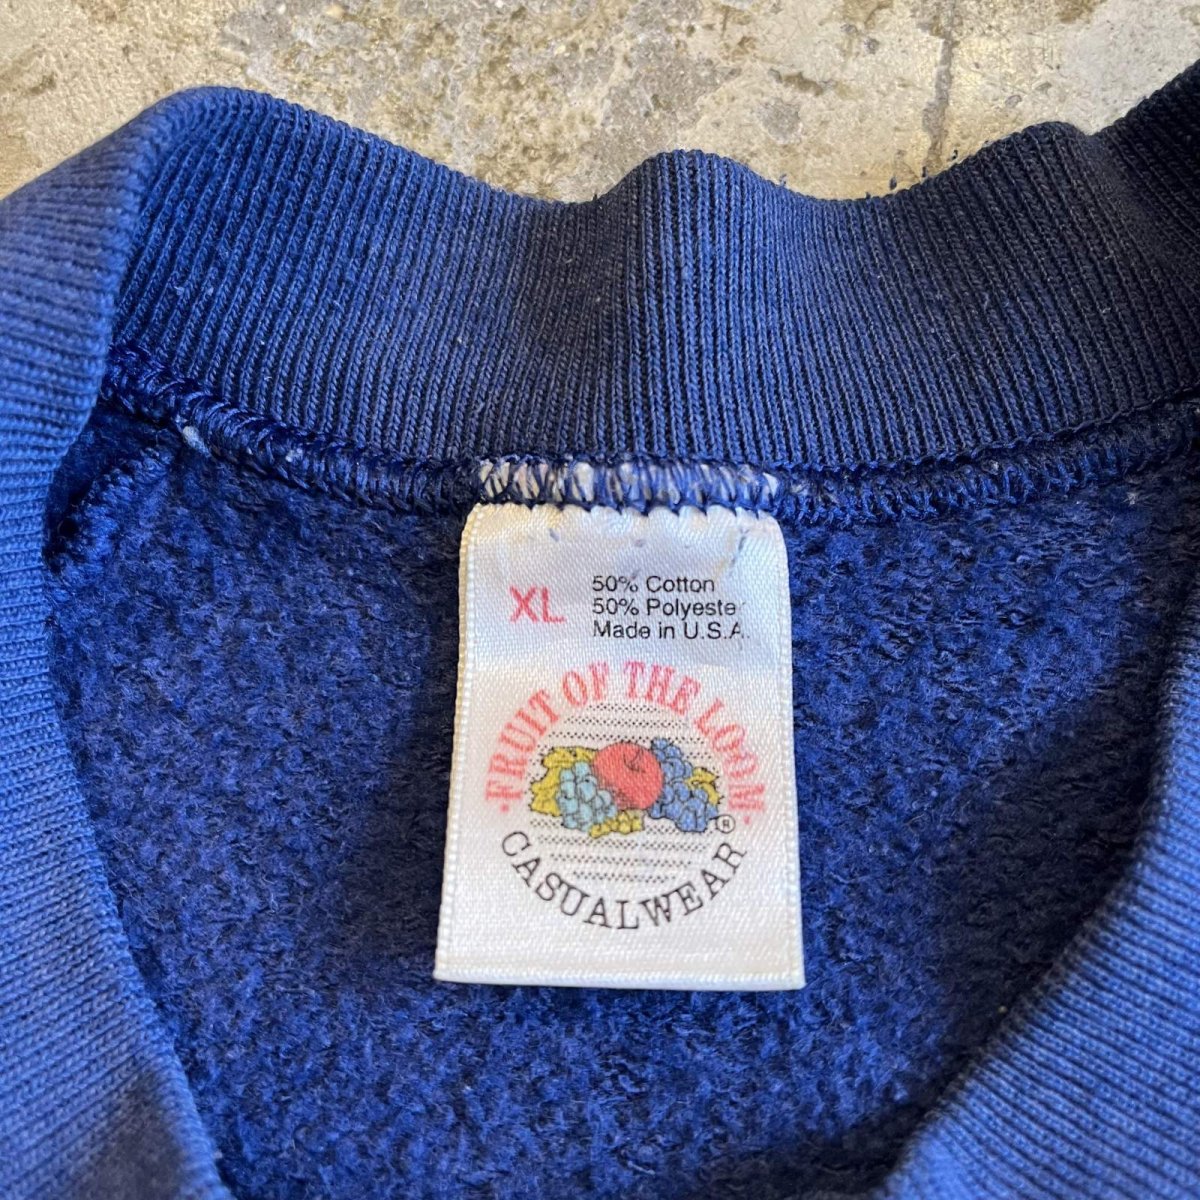 XL
50% Cotton
50% Polyester
Made in U.S.A.
FRUIT OF THE LOOM
®
CASUALWEAR